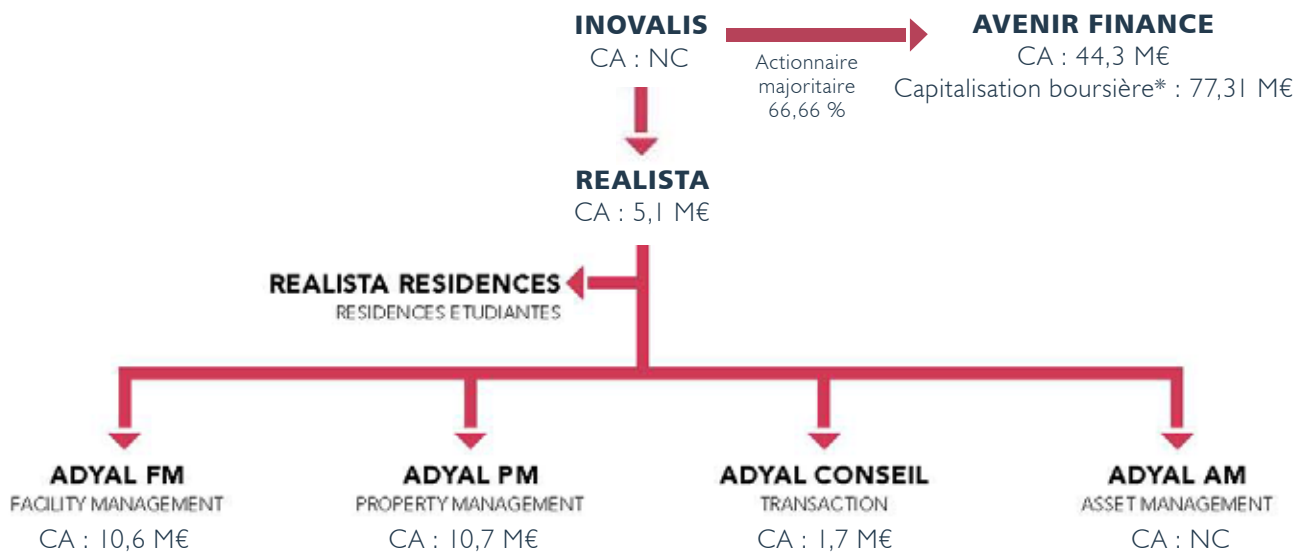 INOVALIS
CA : NC
Actionnaire
majoritaire
66,66 %
AVENIR FINANCE
CA : 44,3 M€
Capitalisation boursière* : 77,31 M€
REALISTA
CA : 5,1 M€
REALISTA RESIDENCES
RESIDENCES ETUDIANTES
ADYAL FM
FACILITY MANAGEMENT
CA : 10,6 M€
ADYAL PM
PROPERTY MANAGEMENT
CA : 10,7 M€
ADYAL CONSEIL
TRANSACTION
CA : 1,7 M€
ADYAL AM
ASSET MANAGEMENT
CA : NC